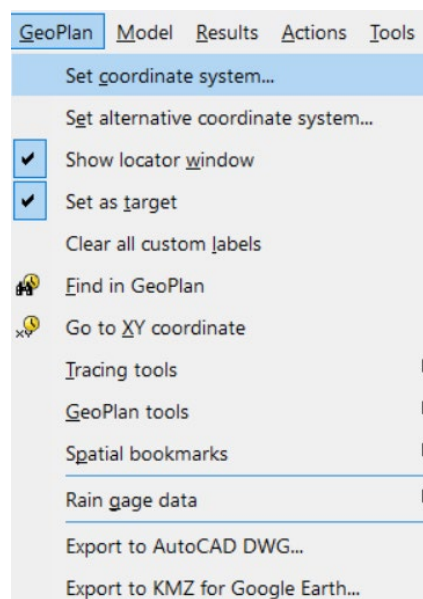 GeoPlan Model Results Actions Tools
Set coordinate system...
Set alternative coordinate system...
Show locator window
Set as target
Clear all custom labels
Find in GeoPlan
Go to XY coordinate
Tracing tools
GeoPlan tools
Spatial bookmarks
Rain gage data
Export to AutoCAD DWG...
Export to KMZ for Google Earth...